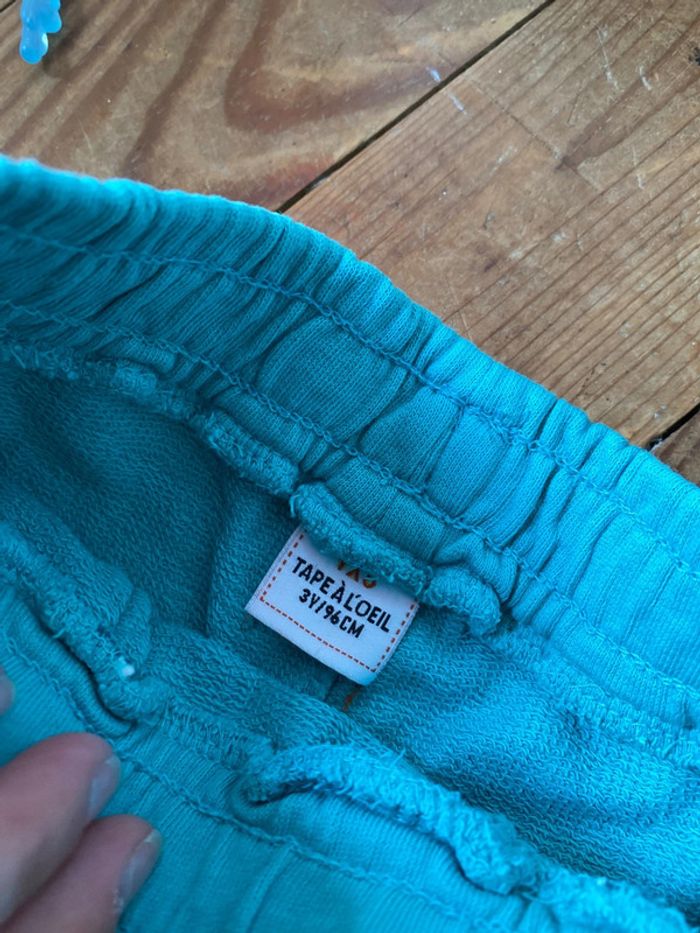 TAPE À L'OEIL
3Y/96CM